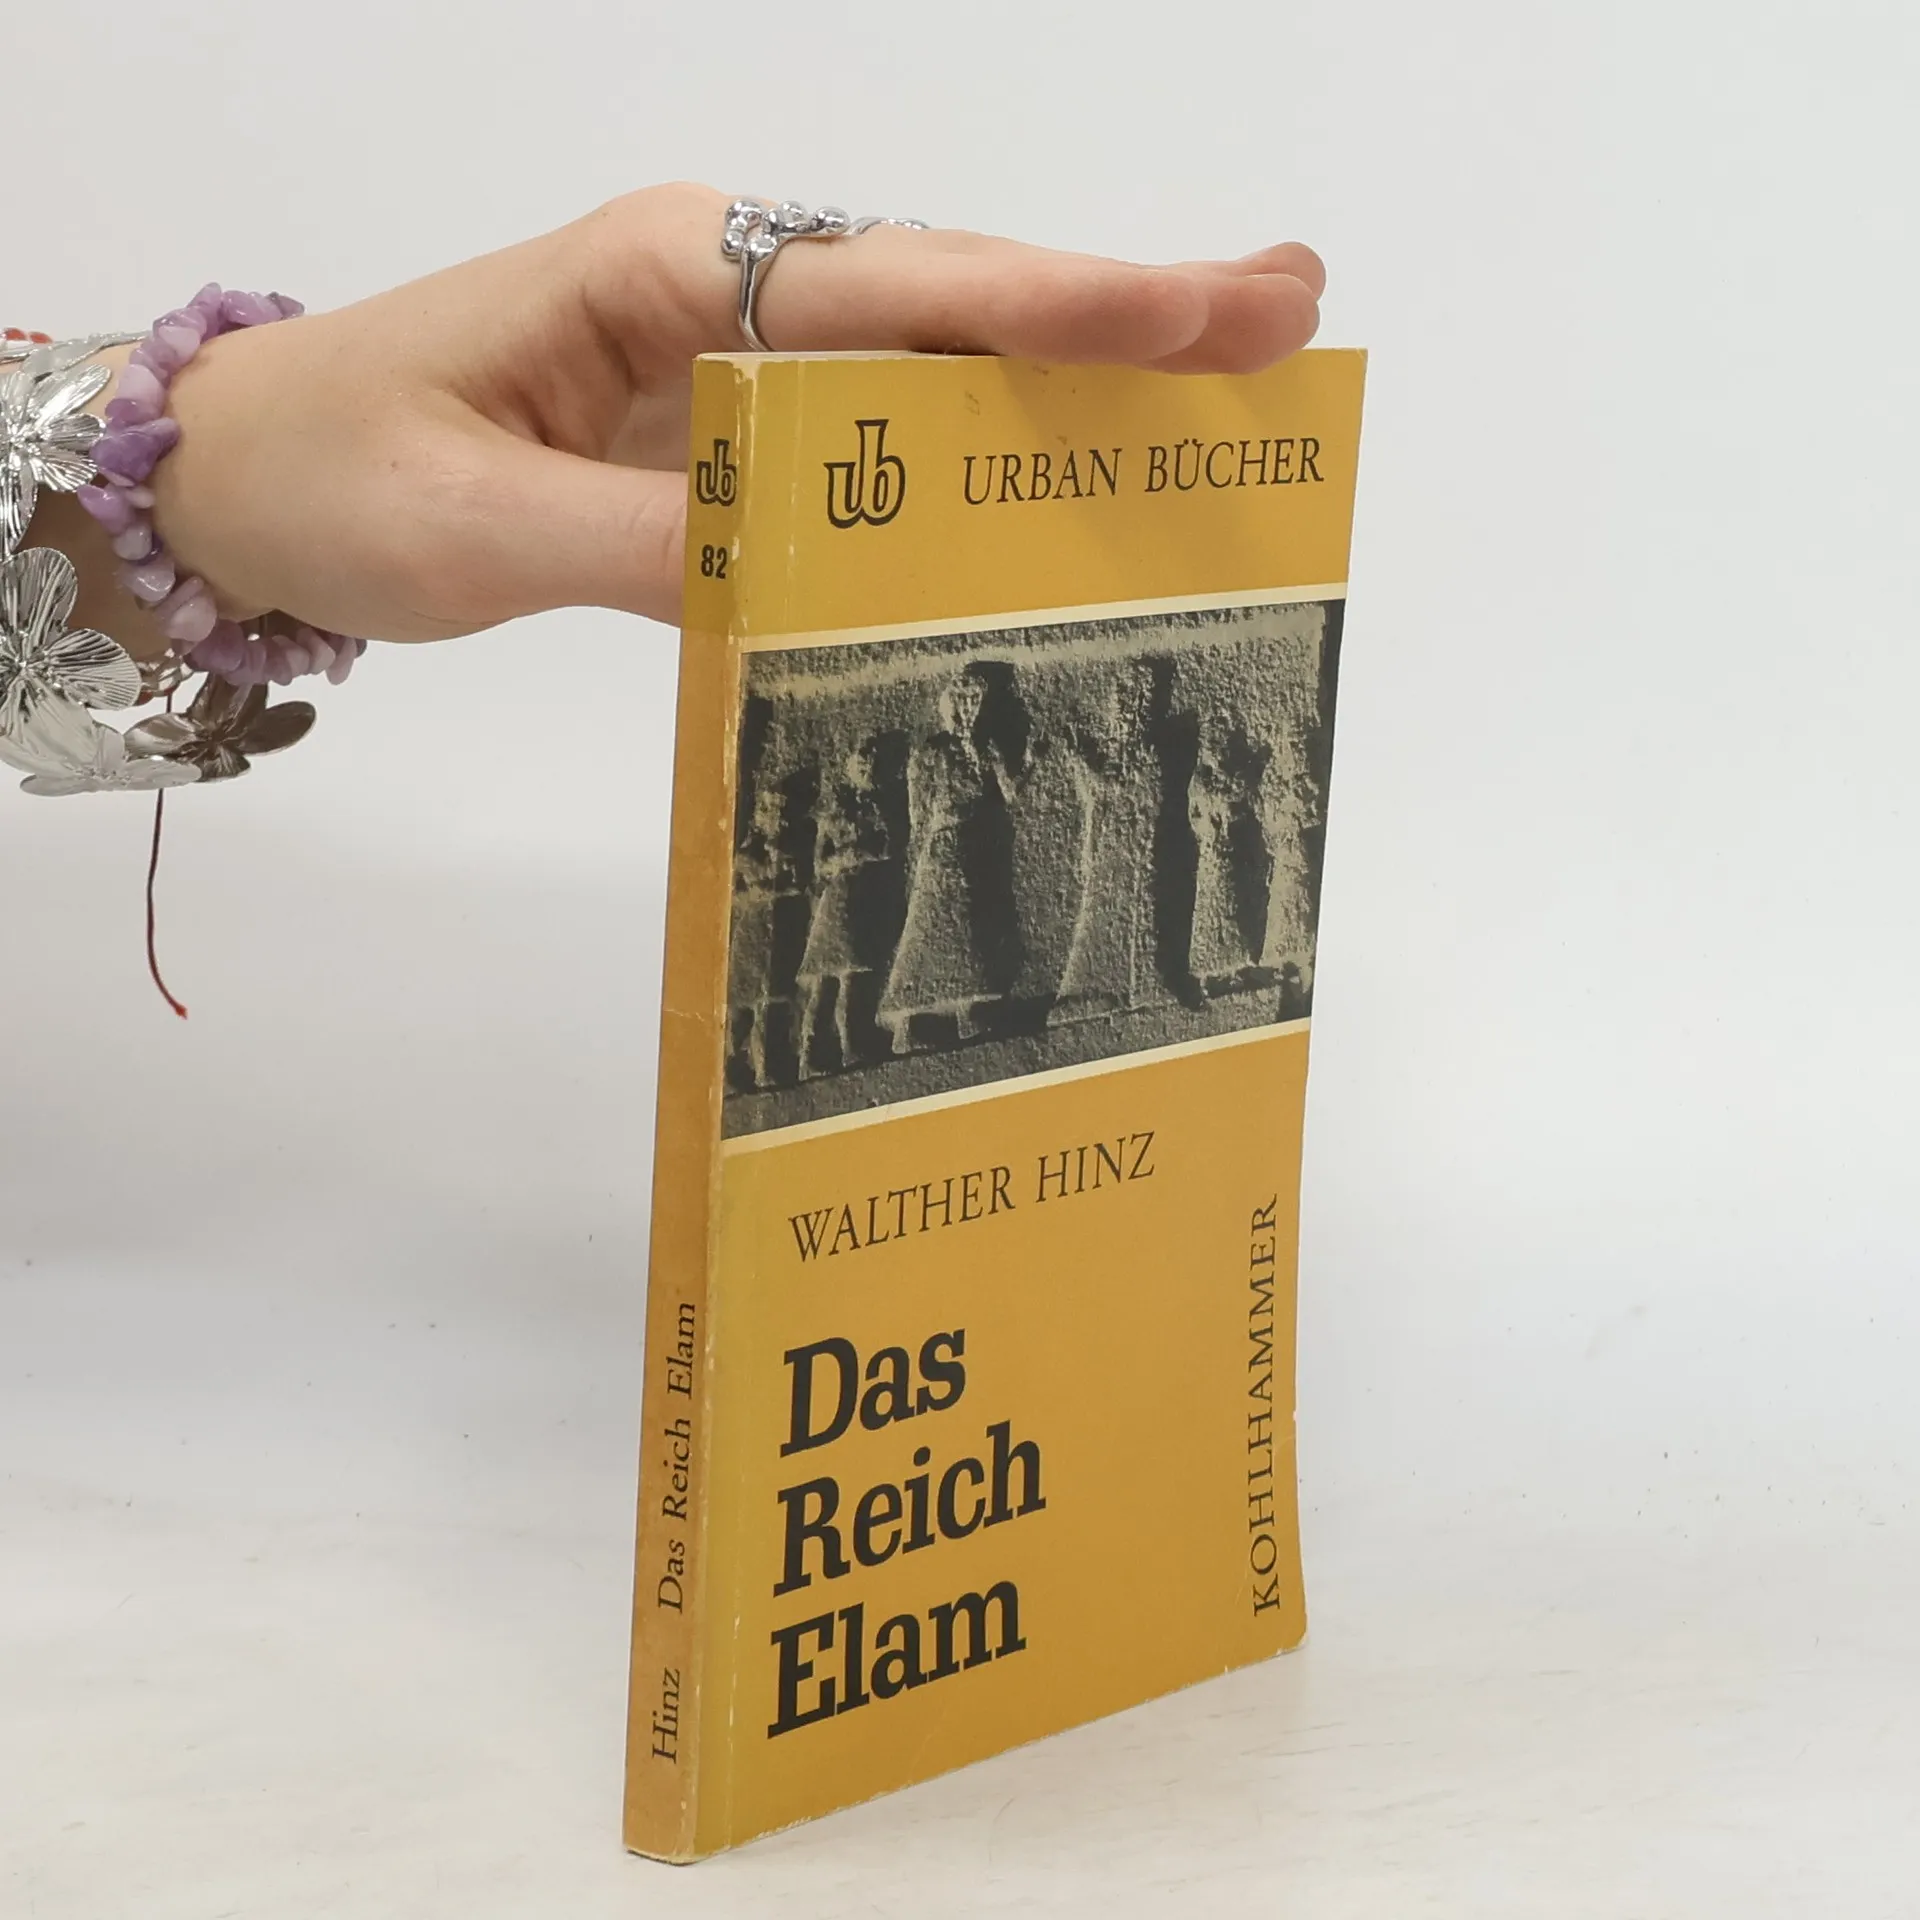 ub
82
Hinz Das Reich Elam
ub URBAN BÜCHER
WALTHER HINZ
Das
Reich
Elam
KOHLHAMMER